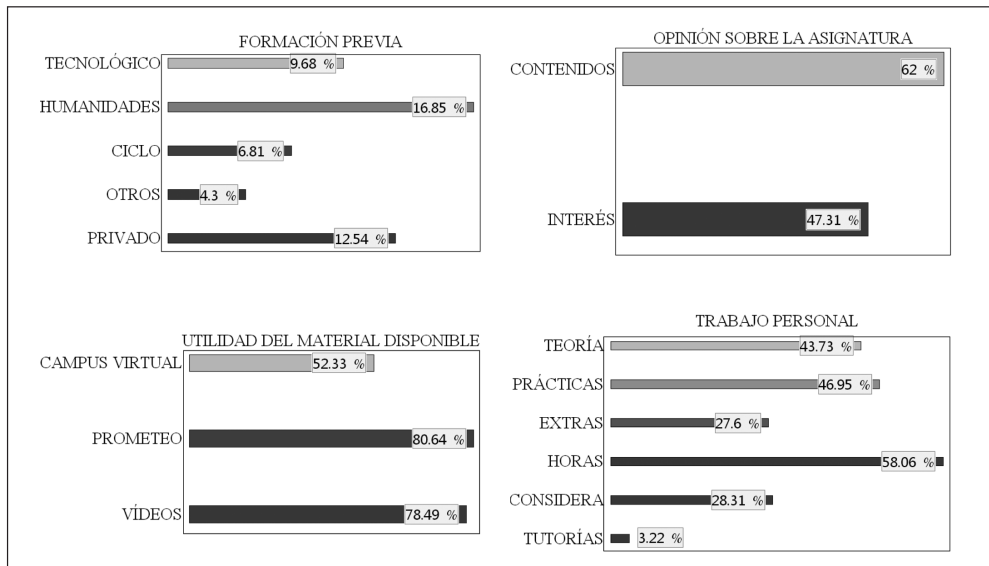 FORMACIÓN PREVIA
TECNOLÓGICO 9.68 %
HUMANIDADES 16.85 %
CICLO 6.81 %
OTROS 4.3 %
PRIVADO 12.54 %
OPINIÓN SOBRE LA ASIGNATURA
CONTENIDOS 62 %
INTERÉS 47.31 %
UTILIDAD DEL MATERIAL DISPONIBLE
CAMPUS VIRTUAL 52.33 %
PROMETEO 80.64 %
VÍDEOS 78.49 %
TRABAJO PERSONAL
TEORÍA 43.73 %
PRÁCTICAS 46.95 %
EXTRAS 27.6 %
HORAS 58.06 %
CONSIDERA 28.31 %
TUTORÍAS 3.22 %